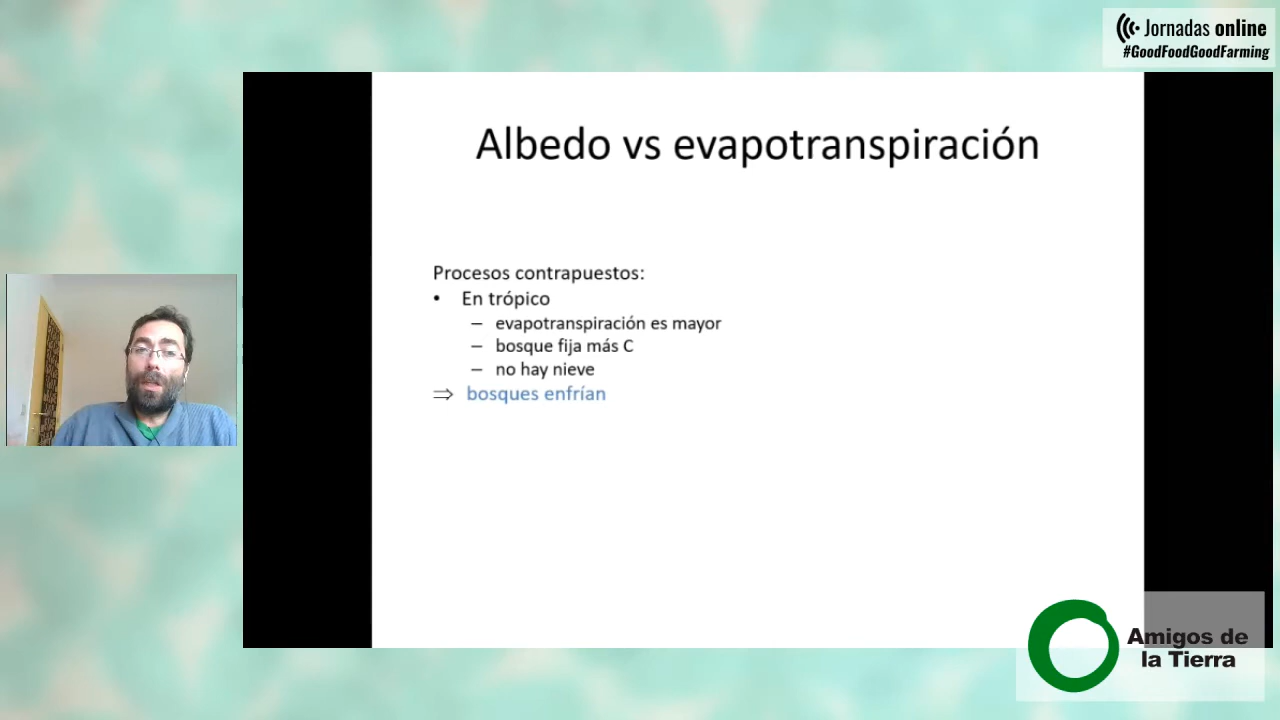 Jornadas online
#GoodFoodGoodFarming
Albedo vs evapotranspiración
Procesos contrapuestos:
• En trópico
– evapotranspiración es mayor
– bosque fija más C
– no hay nieve
⇒ bosques enfrían
Amigos de
la Tierra